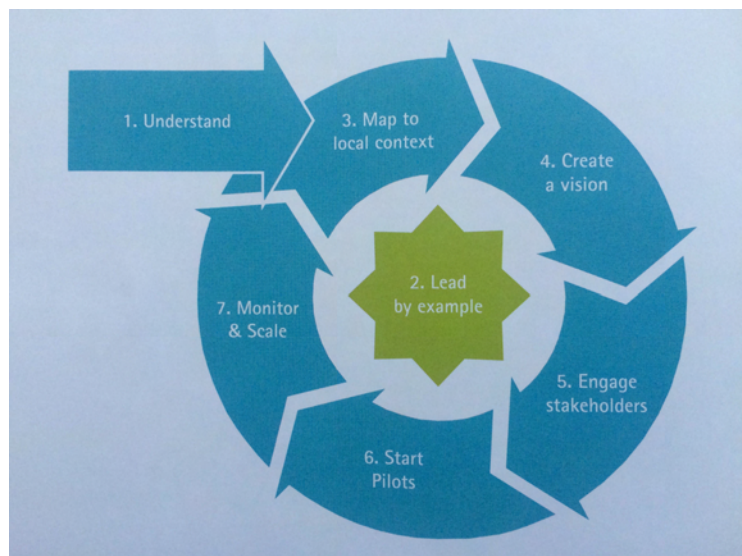 1. Understand
2. Lead
by example
3. Map to
local context
4. Create
a vision
5. Engage
stakeholders
6. Start
Pilots
7. Monitor
& Scale